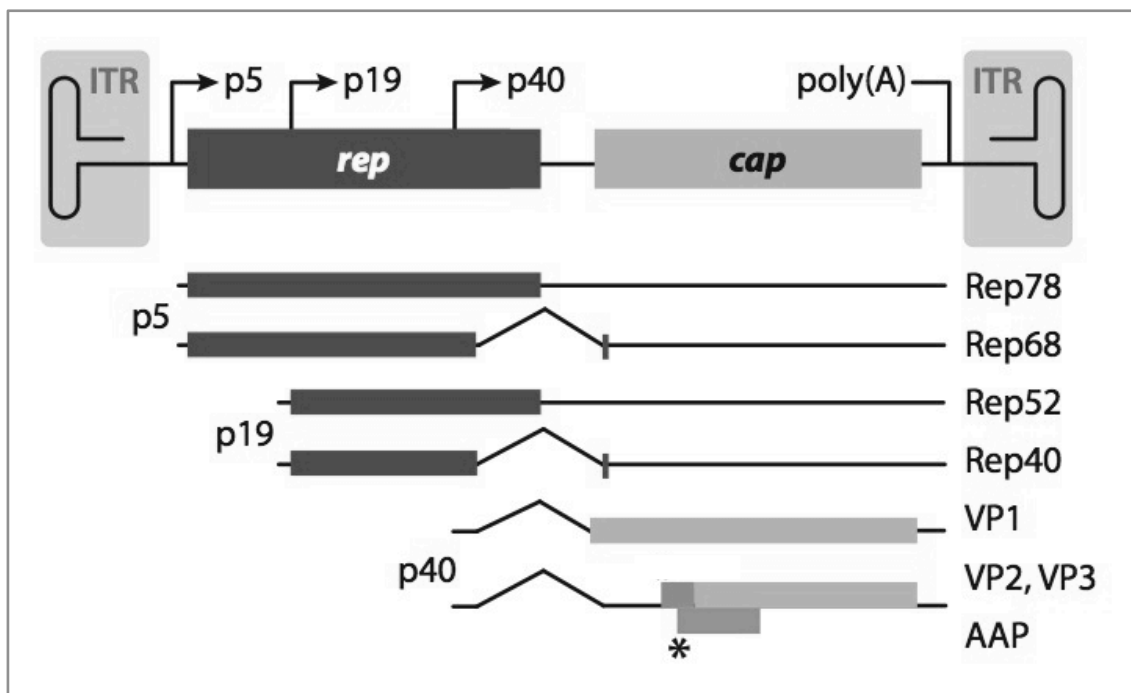 ITR p5 p19 p40 poly(A) ITR
rep cap
Rep78
p5
Rep68
Rep52
p19
Rep40
VP1
p40
VP2, VP3
AAP
*